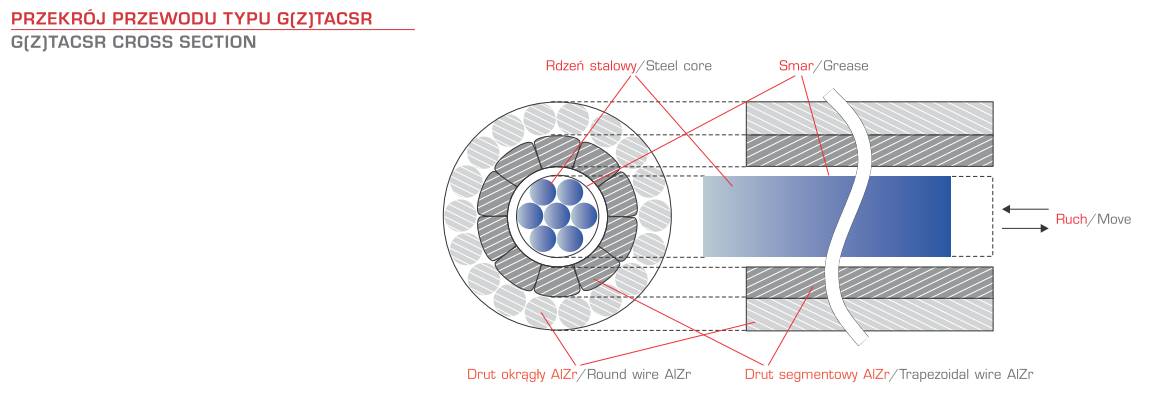 PRZEKRÓJ PRZEWODU TYPU G(Z)TACSR
G(Z)TACSR CROSS SECTION
Rdzeń stalowy/Steel core
Smar/Grease
Ruch/Move
Drut okrągły AlZr/Round wire AlZr
Drut segmentowy AlZr/Trapezoidal wire AlZr